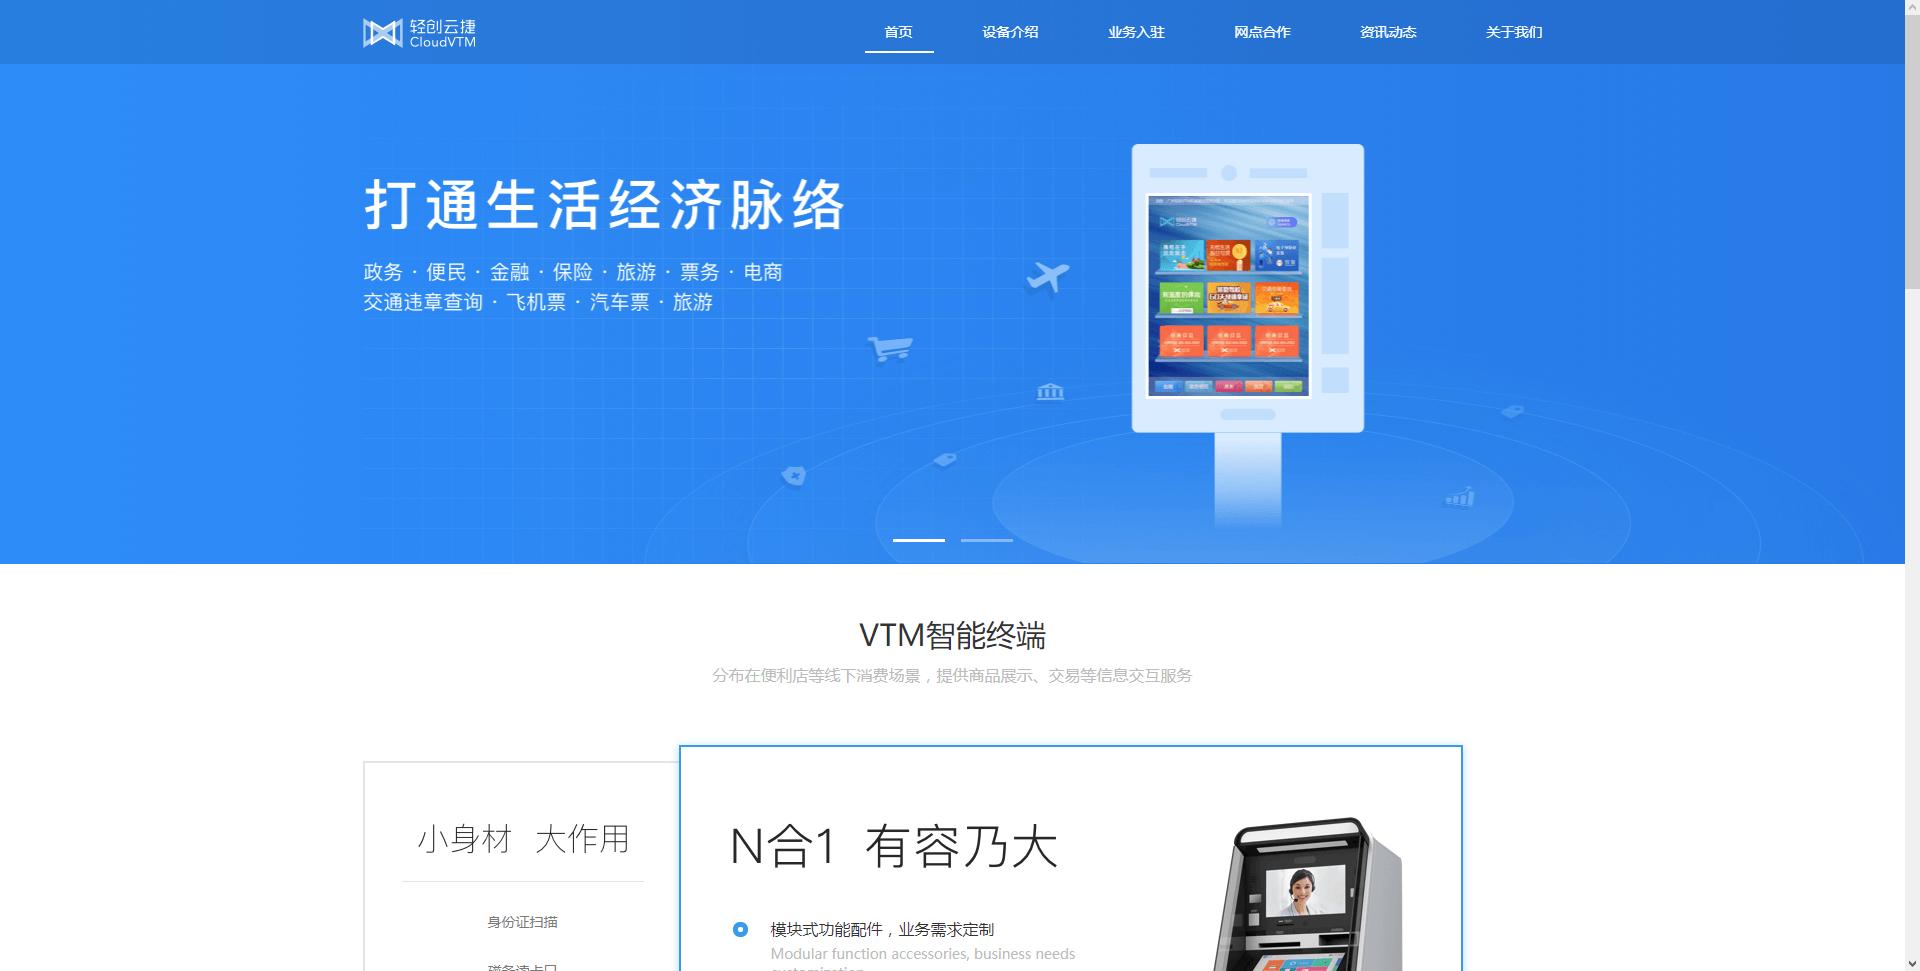 轻创云捷
CloudVTM
首页
设备介绍
业务入驻
网点合作
资讯动态
关于我们
打通生活经济脉络
政务 · 便民 · 金融 · 保险 · 旅游 · 票务 · 电商
交通违章查询 · 飞机票 · 汽车票 · 旅游
轻创云捷
VTM智能终端
分布在便利店等线下消费场景，提供商品展示、交易等信息交互服务
小身材 大作用
身份证扫描
N合1 有容乃大
模块式功能配件，业务需求定制
Modular function accessories, business needs